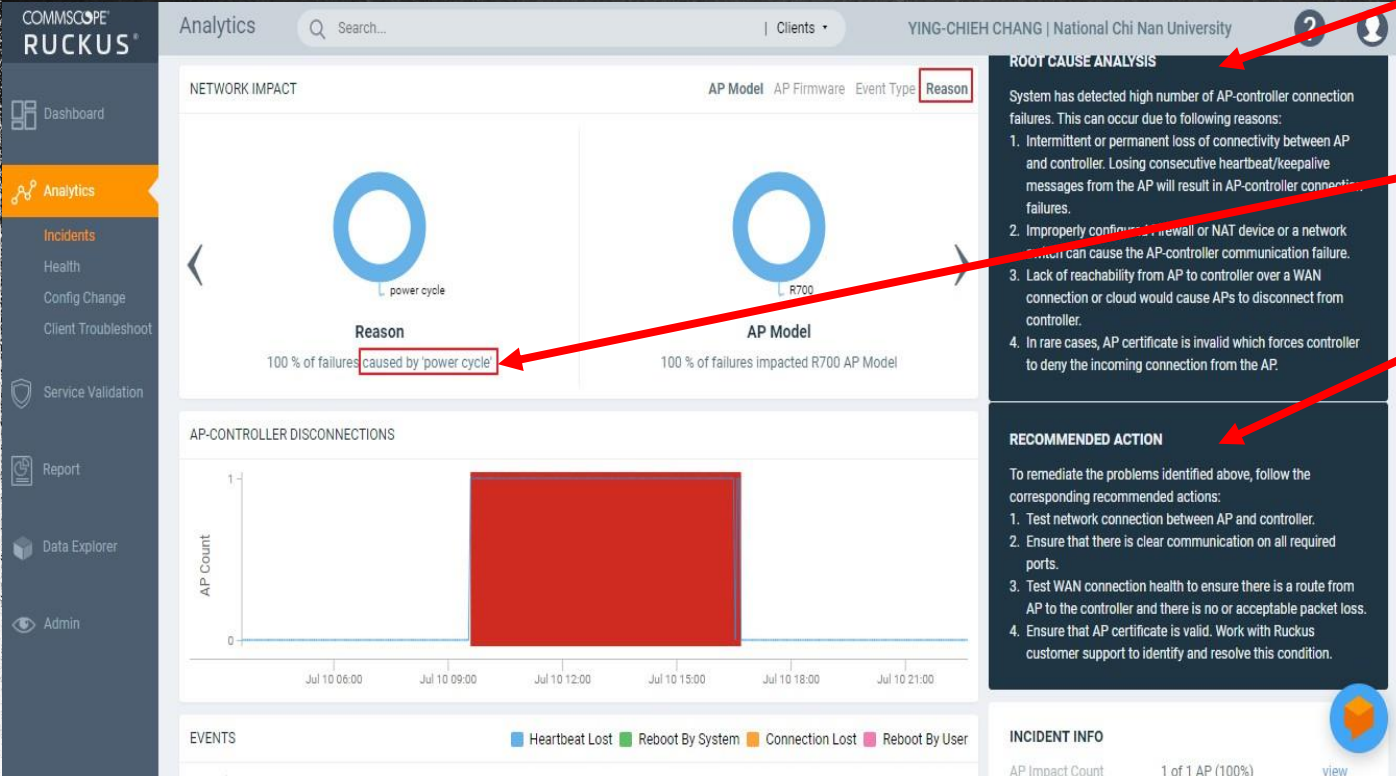 COMMSCOPE
RUCKUS
Analytics
Search...
| Clients
YING-CHIEH CHANG | National Chi Nan University
?
Dashboard
Analytics
Incidents
Health
Config Change
Client Troubleshoot
Service Validation
Report
Data Explorer
Admin
NETWORK IMPACT
AP Model AP Firmware Event Type Reason
power cycle
Reason
100 % of failures caused by 'power cycle'
R700
AP Model
100 % of failures impacted R700 AP Model
AP-CONTROLLER DISCONNECTIONS
AP Count
1
0
Jul 10 06:00 Jul 10 09:00 Jul 10 12:00 Jul 10 15:00 Jul 10 18:00 Jul 10 21:00
EVENTS
Heartbeat Lost Reboot By System Connection Lost Reboot By User
ROOT CAUSE ANALYSIS
System has detected high number of AP-controller connection
failures. This can occur due to following reasons:
1. Intermittent or permanent loss of connectivity between AP
and controller. Losing consecutive heartbeat/keepalive
messages from the AP will result in AP-controller connection
failures.
2. Improperly configured Firewall or NAT device or a network
switch can cause the AP-controller communication failure.
3. Lack of reachability from AP to controller over a WAN
connection or cloud would cause APs to disconnect from
controller.
4. In rare cases, AP certificate is invalid which forces controller
to deny the incoming connection from the AP.
RECOMMENDED ACTION
To remediate the problems identified above, follow the
corresponding recommended actions:
1. Test network connection between AP and controller.
2. Ensure that there is clear communication on all required
ports.
3. Test WAN connection health to ensure there is a route from
AP to the controller and there is no or acceptable packet loss.
4. Ensure that AP certificate is valid. Work with Ruckus
customer support to identify and resolve this condition.
INCIDENT INFO
AP Impact Count 1 of 1 AP (100%) view